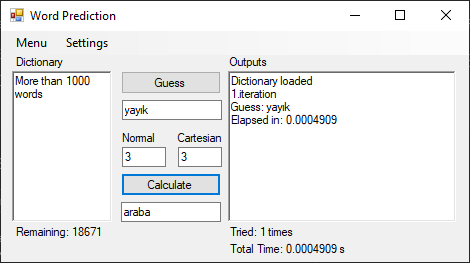 Word Prediction
Menu Settings
Dictionary
More than 1000
words
Remaining: 18671
Guess
yayık
Normal Cartesian
3 3
Calculate
araba
Outputs
Dictionary loaded
1.iteration
Guess: yayık
Elapsed in: 0.0004909
Tried: 1 times
Total Time: 0.0004909 s